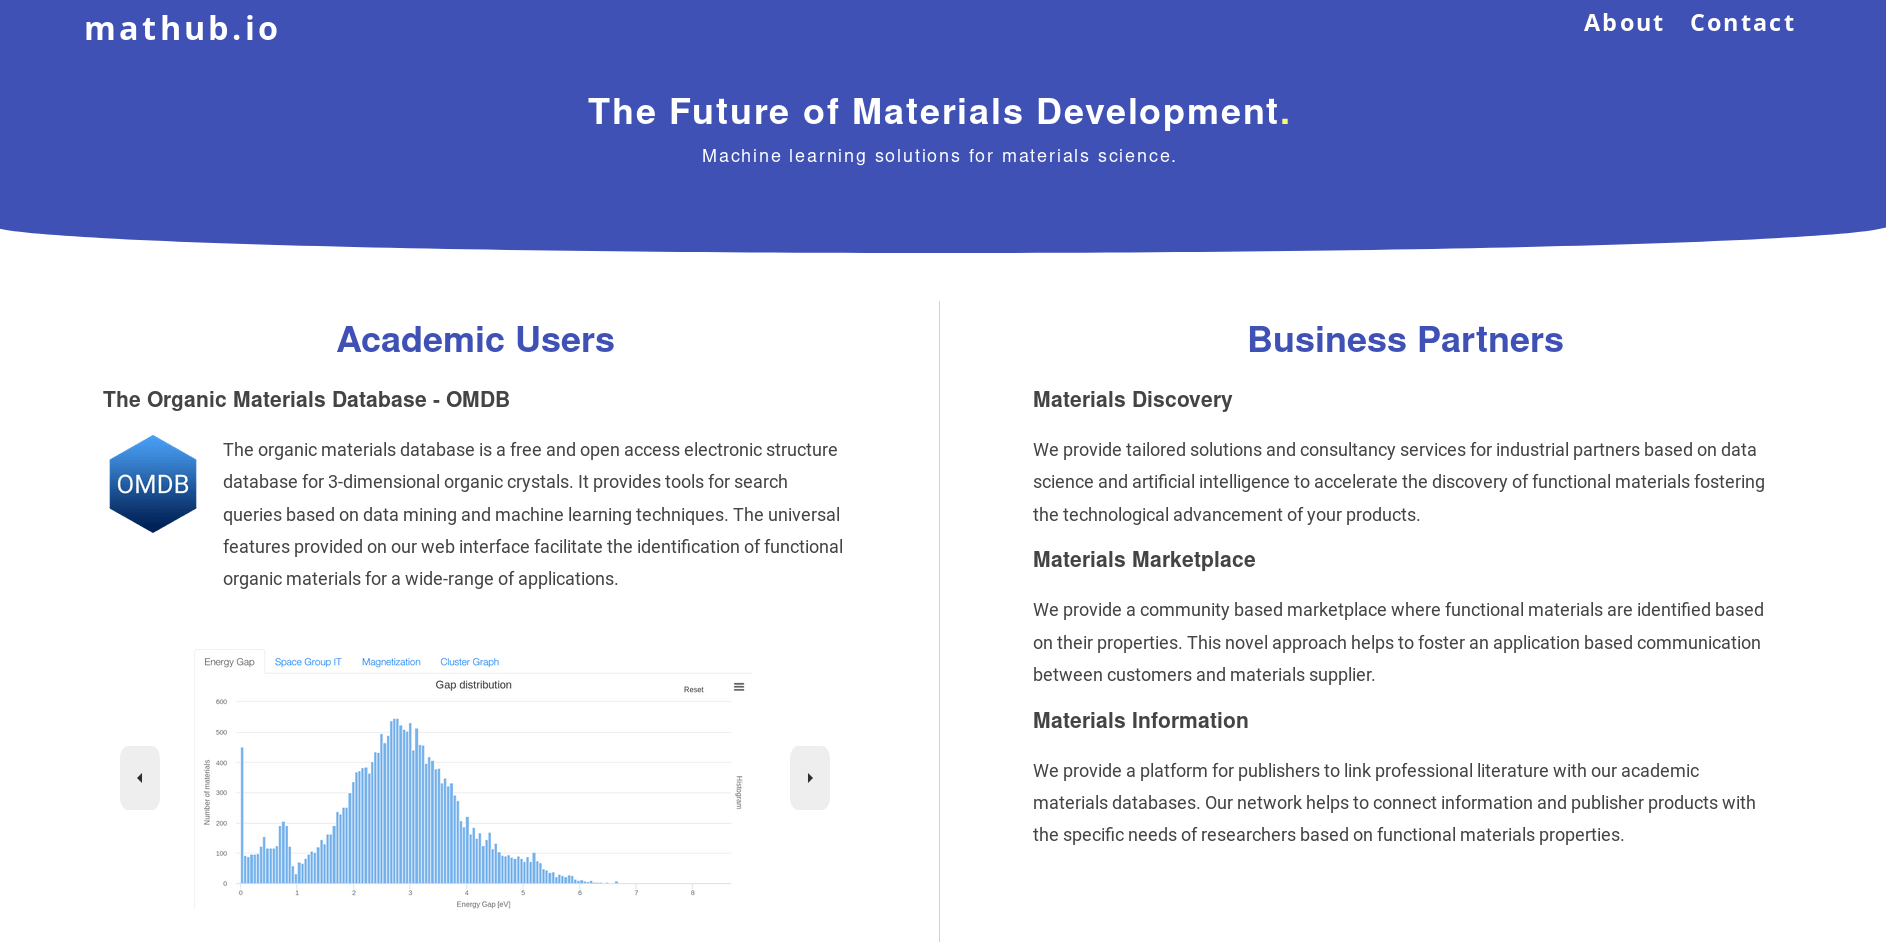 mathub.io
About Contact
The Future of Materials Development.
Machine learning solutions for materials science.
Academic Users
The Organic Materials Database - OMDB
OMDB
The organic materials database is a free and open access electronic structure
database for 3-dimensional organic crystals. It provides tools for search
queries based on data mining and machine learning techniques. The universal
features provided on our web interface facilitate the identification of functional
organic materials for a wide-range of applications.
Energy Gap Space Group IT Magnetization Cluster Graph
Gap distribution
Reset
Number of materials
600
500
400
300
200
100
0
0 1 2 3 4 5 6 7 8
Energy Gap [eV]
Histogram
Business Partners
Materials Discovery
We provide tailored solutions and consultancy services for industrial partners based on data
science and artificial intelligence to accelerate the discovery of functional materials fostering
the technological advancement of your products.
Materials Marketplace
We provide a community based marketplace where functional materials are identified based
on their properties. This novel approach helps to foster an application based communication
between customers and materials supplier.
Materials Information
We provide a platform for publishers to link professional literature with our academic
materials databases. Our network helps to connect information and publisher products with
the specific needs of researchers based on functional materials properties.